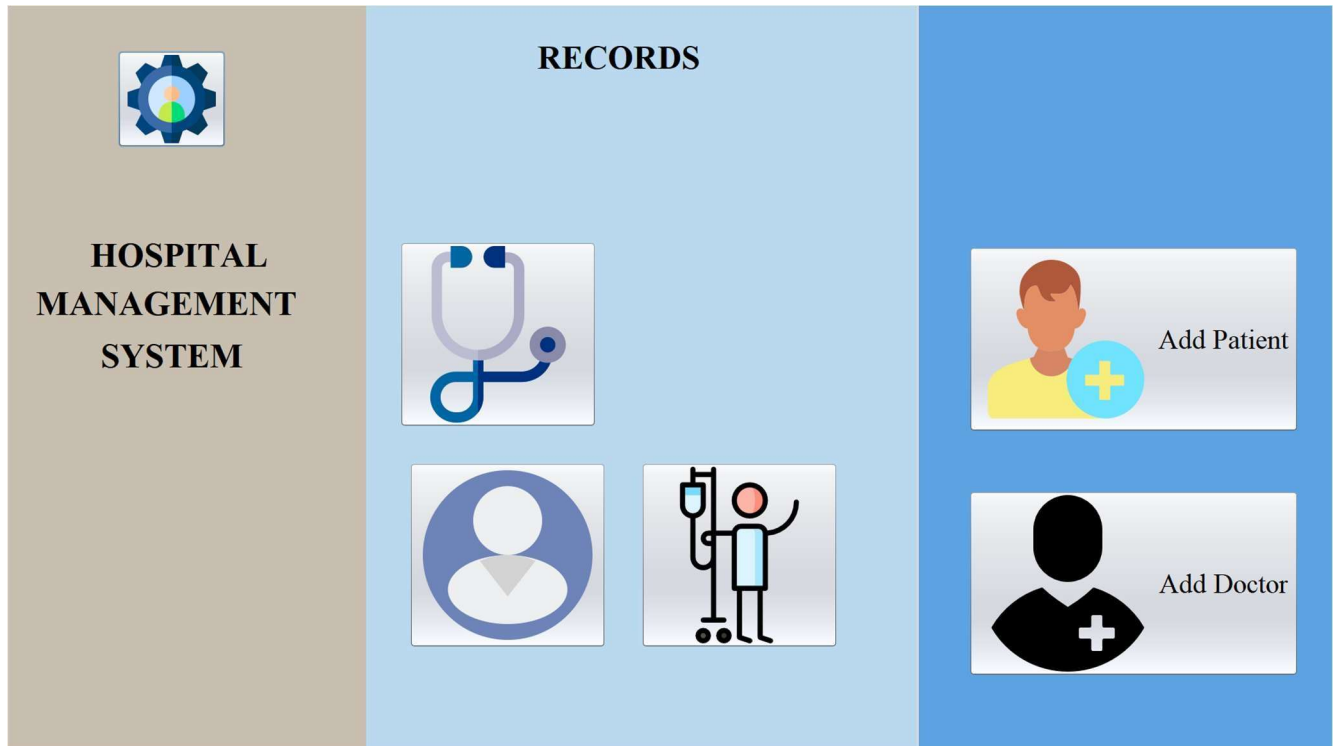 HOSPITAL
MANAGEMENT
SYSTEM
RECORDS
Add Patient
Add Doctor